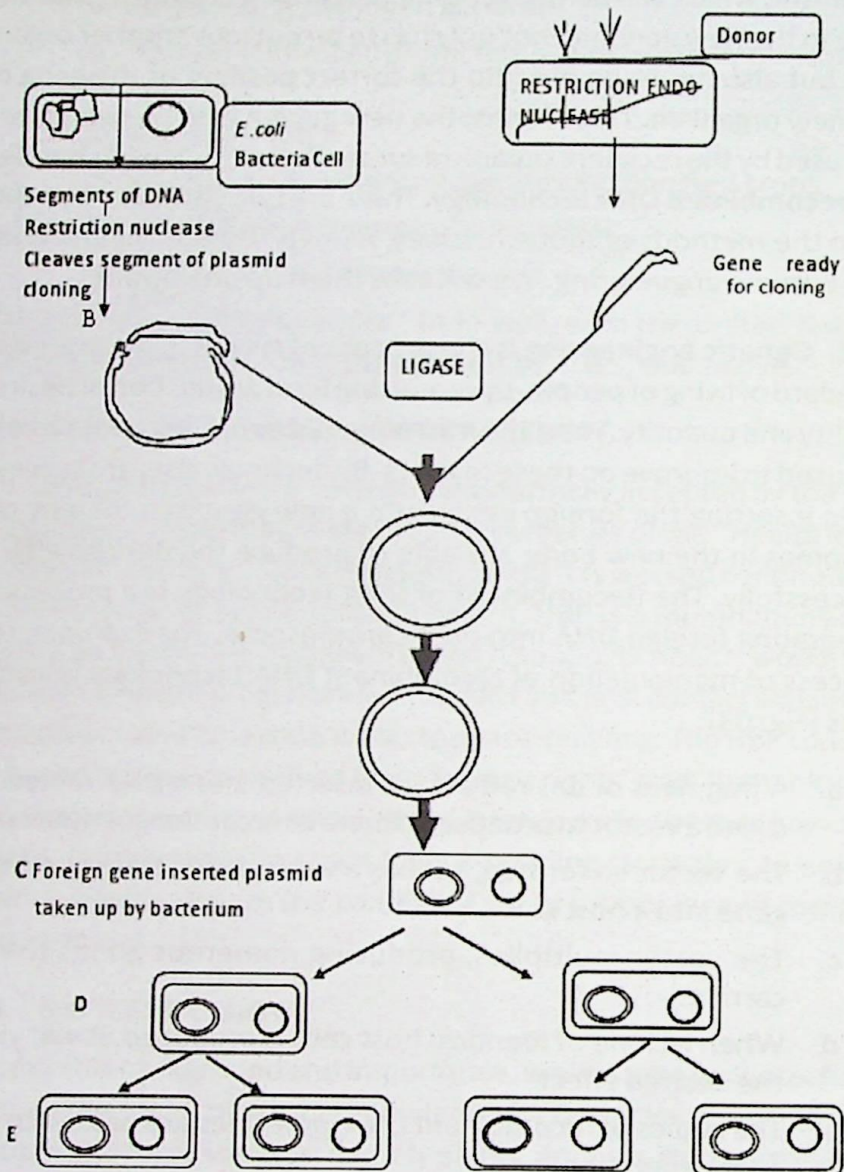 Donor
RESTRICTION ENDO
NUCLEASE
E.coli
Bacteria Cell
Segments of DNA
Restriction nuclease
Cleaves segment of plasmid
cloning
B
Gene ready
for cloning
LIGASE
C Foreign gene inserted plasmid
taken up by bacterium
D
E